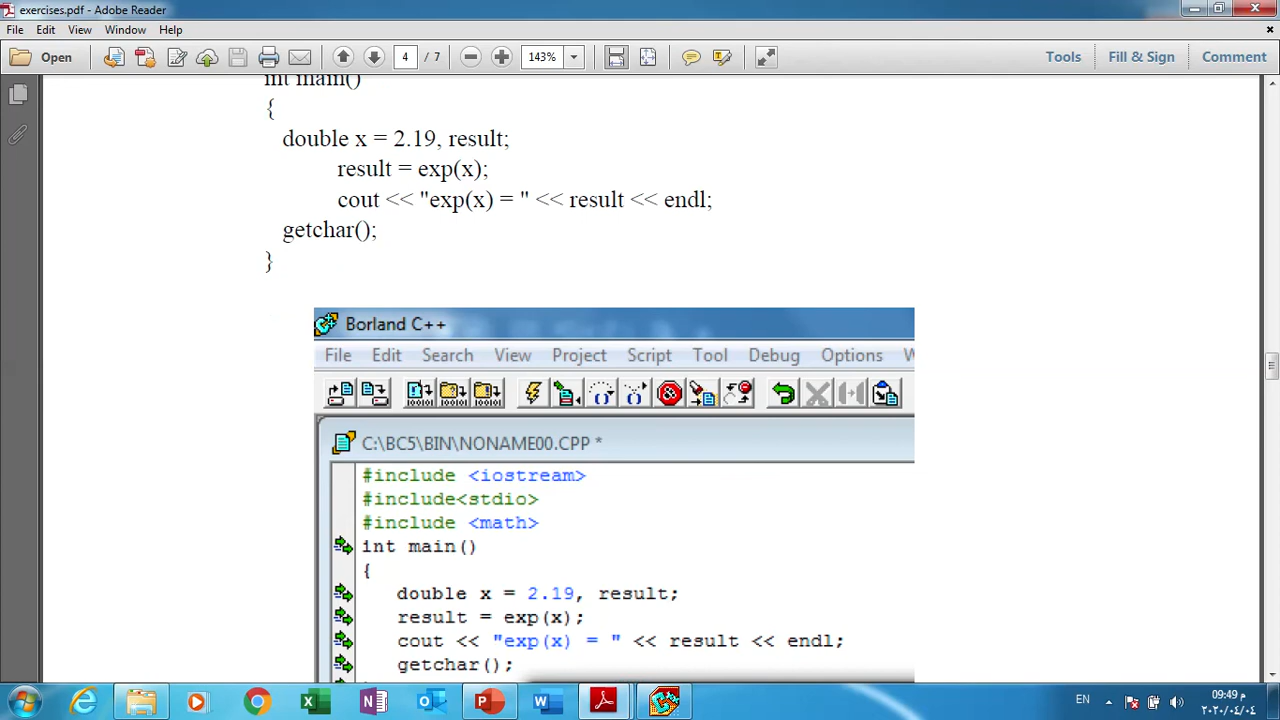 exercises.pdf - Adobe Reader
File Edit View Window Help
Open 4 / 7 143% Tools Fill & Sign Comment
int main()
{
double x = 2.19, result;
result = exp(x);
cout << "exp(x) = " << result << endl;
getchar();
}
Borland C++
File Edit Search View Project Script Tool Debug Options
C:\BC5\BIN\NONAME00.CPP *
#include <iostream>
#include<stdio>
#include <math>
int main()
{
double x = 2.19, result;
result = exp(x);
cout << "exp(x) = " << result << endl;
getchar();
EN م 09:49
٢٠٢٠/٠٤/٠٤